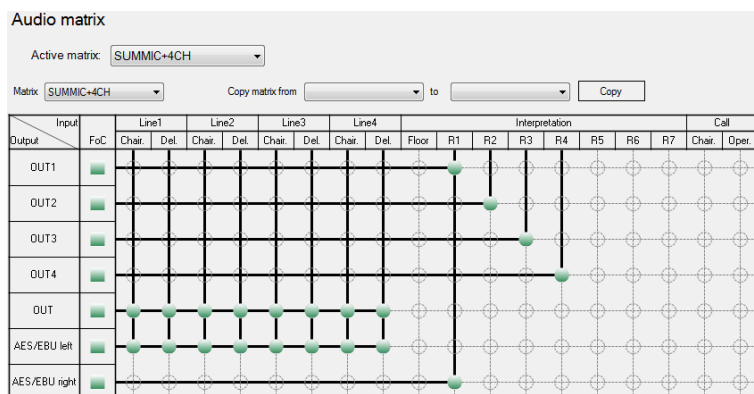 Audio matrix
Active matrix: SUMMIC+4CH
Matrix SUMMIC+4CH Copy matrix from to Copy
Input Line1 Line2 Line3 Line4 Interpretation Call
Output FoC Chair. Del. Chair. Del. Chair. Del. Chair. Del. Floor R1 R2 R3 R4 R5 R6 R7 Chair. Oper.
OUT1
OUT2
OUT3
OUT4
OUT
AES/EBU left
AES/EBU right